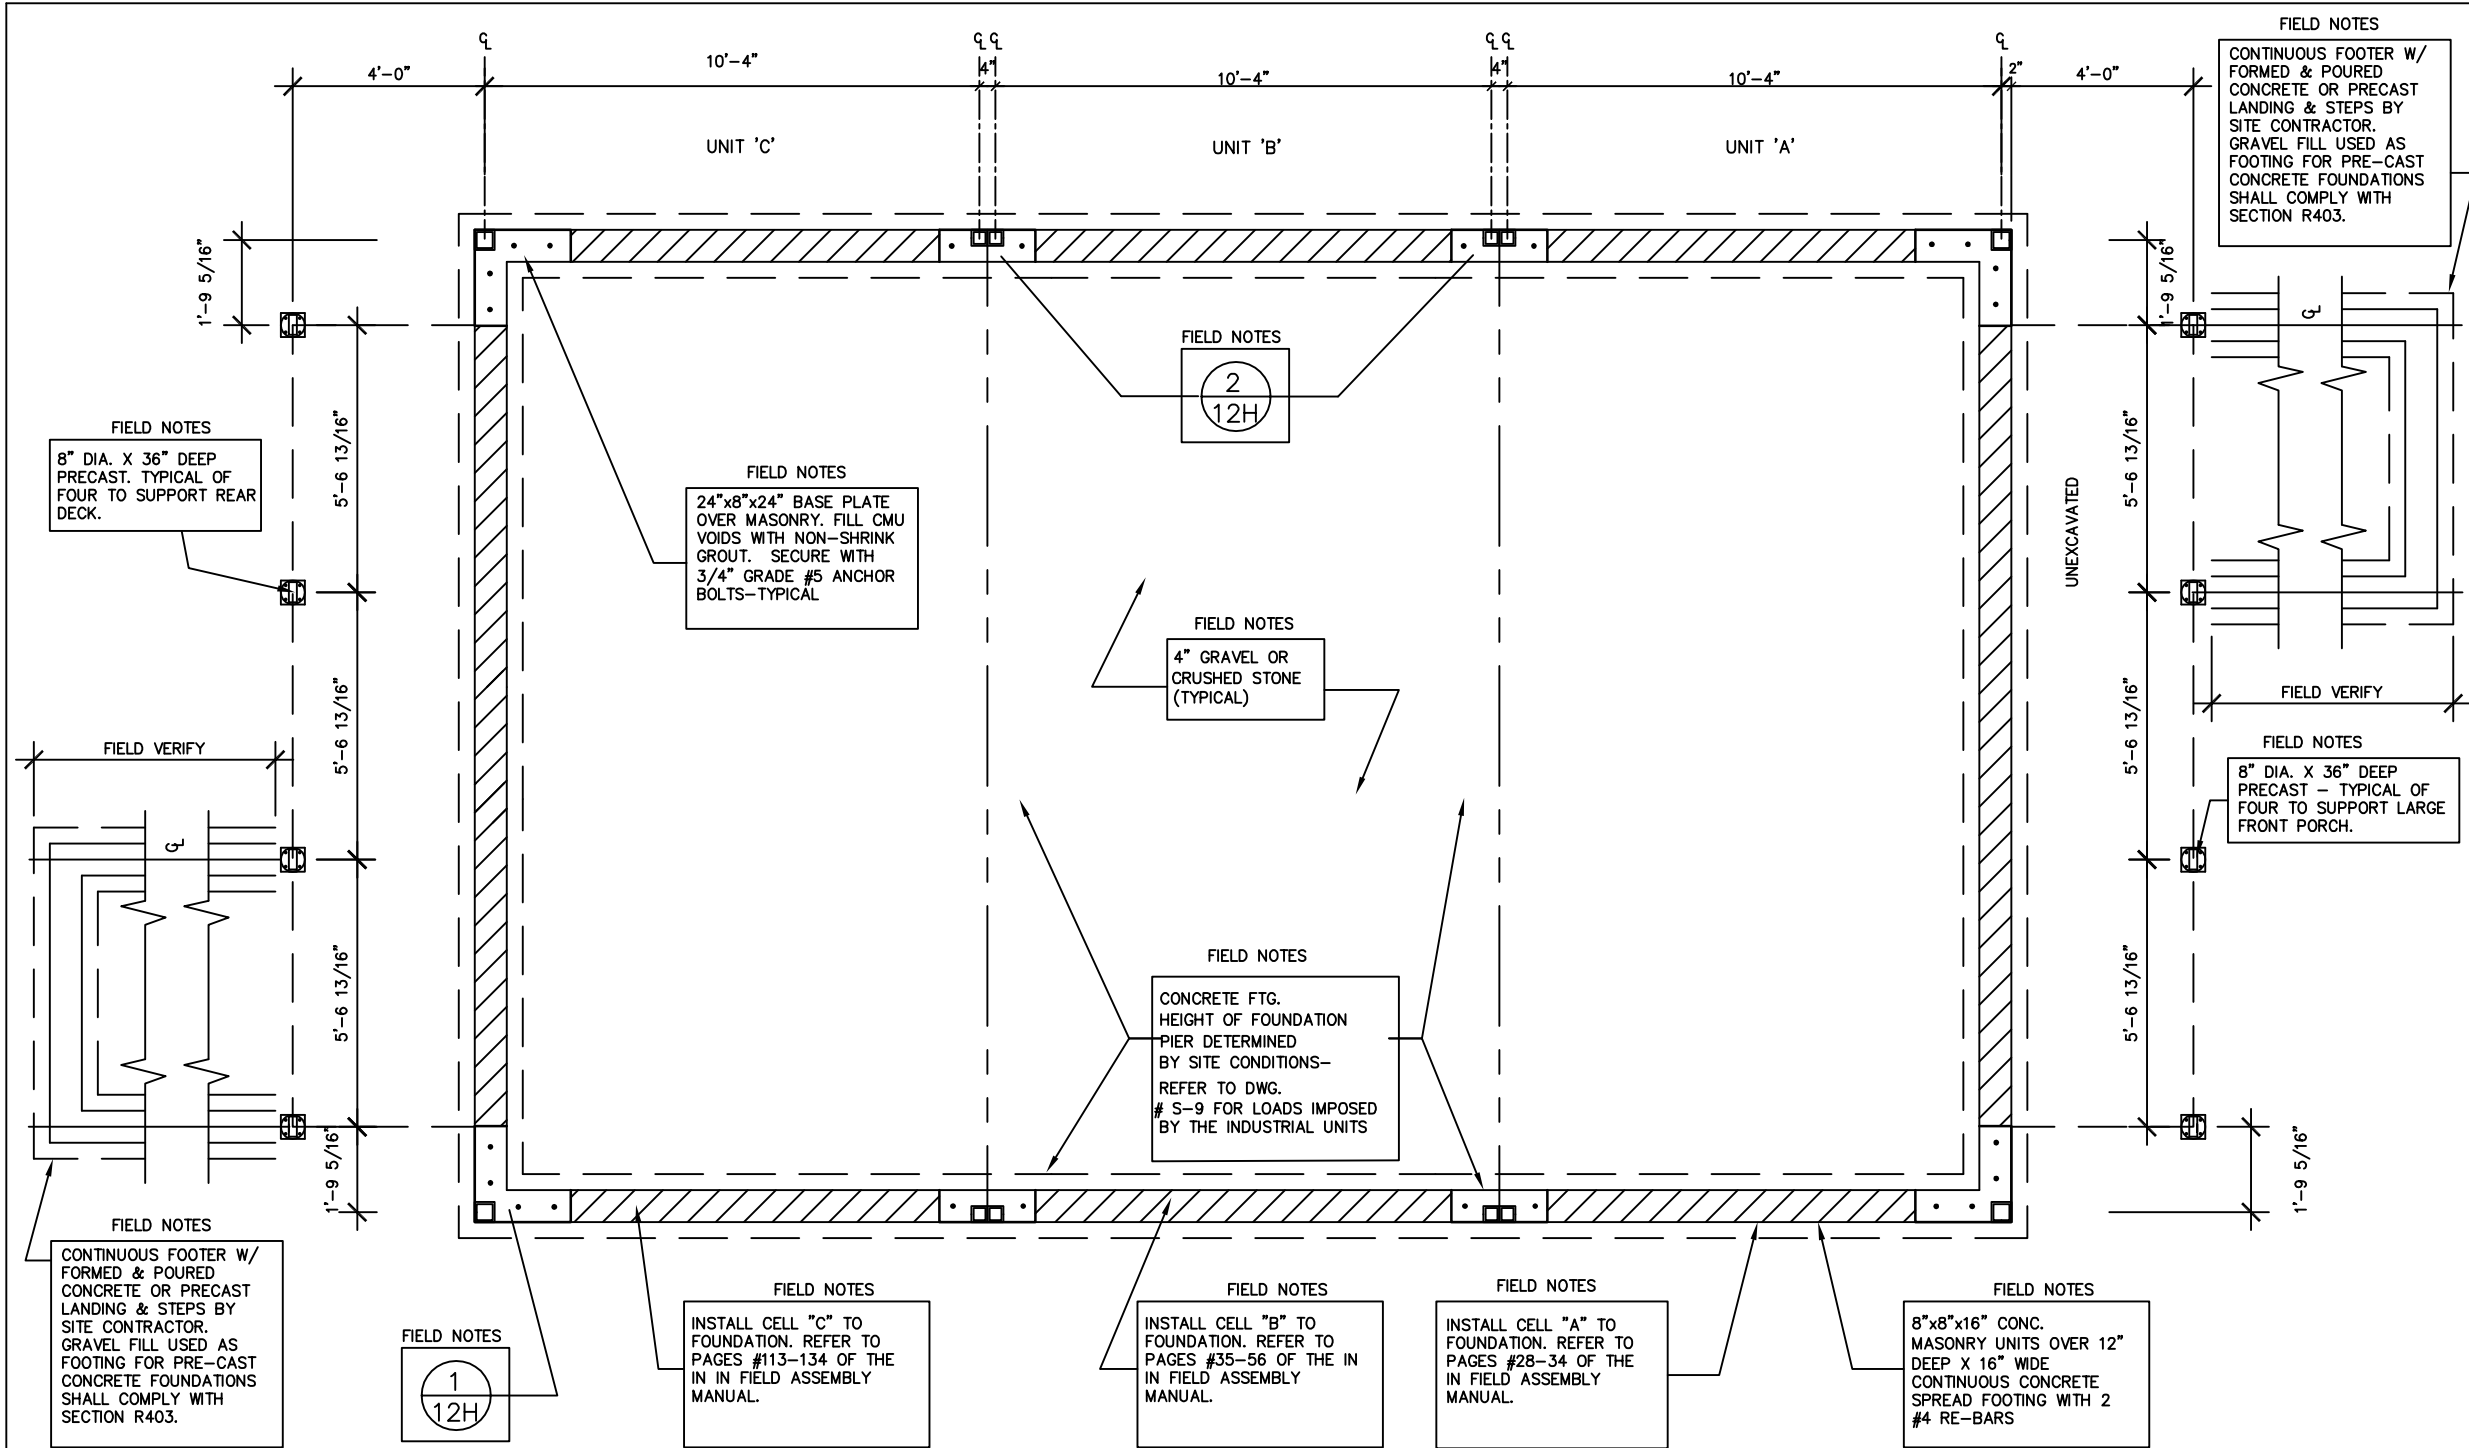 FIELD NOTES
CONTINUOUS FOOTER W/
FORMED & POURED
CONCRETE OR PRECAST
LANDING & STEPS BY
SITE CONTRACTOR.
GRAVEL FILL USED AS
FOOTING FOR PRE-CAST
CONCRETE FOUNDATIONS
SHALL COMPLY WITH
SECTION R403.
℄ ℄ ℄ ℄ ℄ ℄
4'-0" 10'-4" 4" 10'-4" 4" 10'-4" 2" 4'-0"
UNIT 'C' UNIT 'B' UNIT 'A'
1'-9 5/16"
1'-9 5/16"
℄
FIELD NOTES
2
12H
5'-6 13/16"
5'-6 13/16"
FIELD NOTES
8" DIA. X 36" DEEP
PRECAST. TYPICAL OF
FOUR TO SUPPORT REAR
DECK.
FIELD NOTES
24"x8"x24" BASE PLATE
OVER MASONRY. FILL CMU
VOIDS WITH NON-SHRINK
GROUT. SECURE WITH
3/4" GRADE #5 ANCHOR
BOLTS-TYPICAL
UNEXCAVATED
FIELD NOTES
4" GRAVEL OR
CRUSHED STONE
(TYPICAL)
FIELD VERIFY
5'-6 13/16"
5'-6 13/16"
FIELD VERIFY
FIELD NOTES
8" DIA. X 36" DEEP
PRECAST - TYPICAL OF
FOUR TO SUPPORT LARGE
FRONT PORCH.
℄
5'-6 13/16"
5'-6 13/16"
FIELD NOTES
CONCRETE FTG.
HEIGHT OF FOUNDATION
PIER DETERMINED
BY SITE CONDITIONS-
REFER TO DWG.
# S-9 FOR LOADS IMPOSED
BY THE INDUSTRIAL UNITS
1'-9 5/16"
1'-9 5/16"
FIELD NOTES
CONTINUOUS FOOTER W/
FORMED & POURED
CONCRETE OR PRECAST
LANDING & STEPS BY
SITE CONTRACTOR.
GRAVEL FILL USED AS
FOOTING FOR PRE-CAST
CONCRETE FOUNDATIONS
SHALL COMPLY WITH
SECTION R403.
FIELD NOTES
1
12H
FIELD NOTES
INSTALL CELL "C" TO
FOUNDATION. REFER TO
PAGES #113-134 OF THE
IN IN FIELD ASSEMBLY
MANUAL.
FIELD NOTES
INSTALL CELL "B" TO
FOUNDATION. REFER TO
PAGES #35-56 OF THE IN
IN FIELD ASSEMBLY
MANUAL.
FIELD NOTES
INSTALL CELL "A" TO
FOUNDATION. REFER TO
PAGES #28-34 OF THE
IN FIELD ASSEMBLY
MANUAL.
FIELD NOTES
8"x8"x16" CONC.
MASONRY UNITS OVER 12"
DEEP X 16" WIDE
CONTINUOUS CONCRETE
SPREAD FOOTING WITH 2
#4 RE-BARS